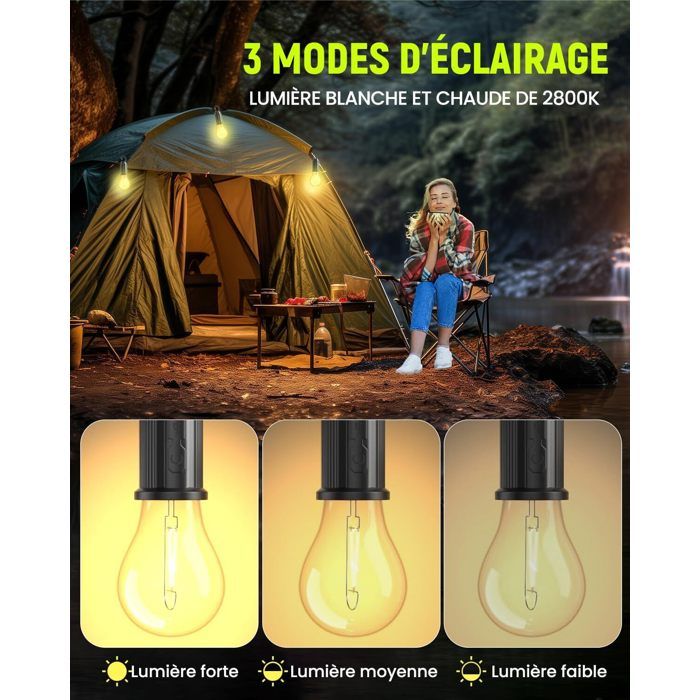 3 MODES D'ÉCLAIRAGE
LUMIÈRE BLANCHE ET CHAUDE DE 2800K
Lumière forte
Lumière moyenne
Lumière faible